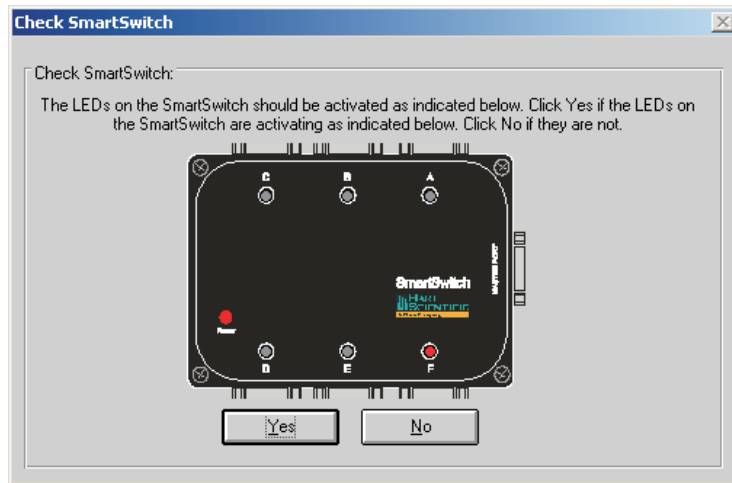 Check SmartSwitch
Check SmartSwitch:
The LEDs on the SmartSwitch should be activated as indicated below. Click Yes if the LEDs on
the SmartSwitch are activating as indicated below. Click No if they are not.
C B A
SmartSwitch
HART
SCIENTIFIC
Power
D E F
Yes No